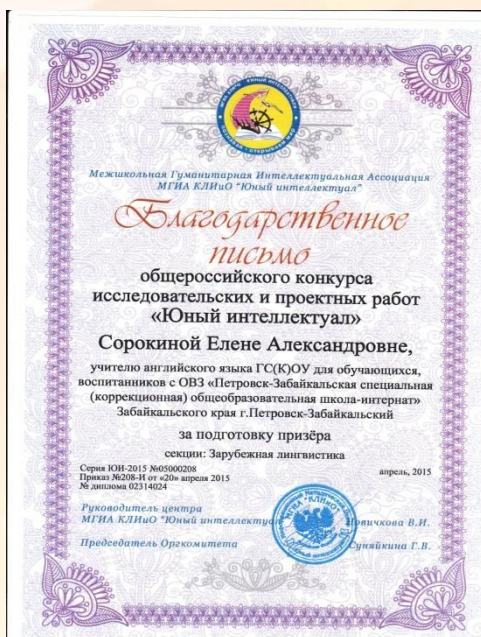 Межшкольная Гуманитарная Интеллектуальная Ассоциация
МГИА КЛИиО "Юный интеллектуал"
Благодарственное
письмо
общероссийского конкурса
исследовательских и проектных работ
«Юный интеллектуал»
Сорокиной Елене Александровне,
учителю английского языка ГС(К)ОУ для обучающихся,
воспитанников с ОВЗ «Петровск-Забайкальская специальная
(коррекционная) общеобразовательная школа-интернат»
Забайкальского края г.Петровск-Забайкальский
за подготовку призёра
секции: Зарубежная лингвистика
Серия ЮИ-2015 №05000208
Приказ №208-И от «20» апреля 2015
№ диплома 02314024
апрель, 2015
Руководитель центра
МГИА КЛИиО "Юный интеллектуал" Новичкова В.И.
Председатель Оргкомитета Суняйкина Г.В.